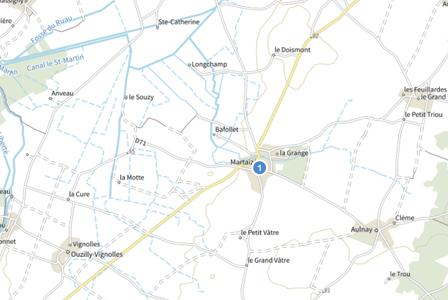 Ste-Catherine
Fossé du Ruau
le Doismont
Canal le St-Martin
Longchamp
Anveau
le Souzy
les Feuillardes
le Grand
le Petit Triou
Bafollet
D71
la Grange
Martaiz
1
la Motte
la Cure
Clème
Aulnay
Vignolles
Ouzilly-Vignolles
le Petit Vâtre
le Grand Vâtre
le Trou